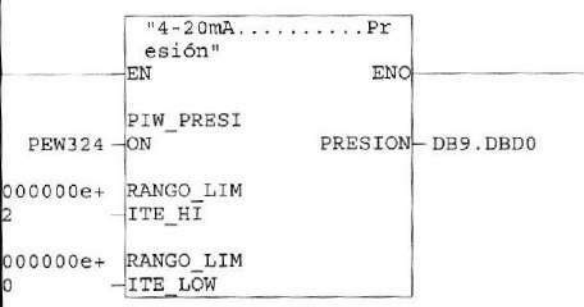 "4-20mA..........Pr
esión"
EN ENO
PIW_PRESI
PEW324 ON PRESION DB9.DBD0
000000e+ RANGO_LIM
2 ITE_HI
000000e+ RANGO_LIM
0 ITE_LOW